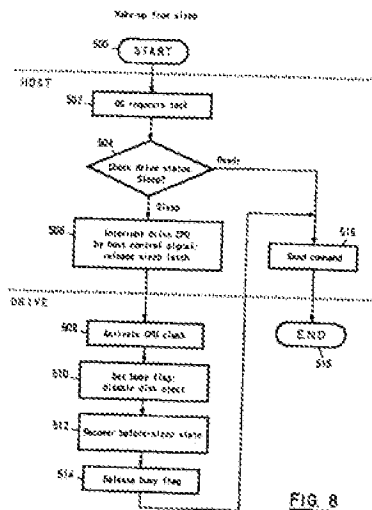 Wake-up from sleep
500
START
HOST
502
OS requests task
504
Check drive status
Sleep?
Ready
Sleep
506
Interrupt drive CPU
by host control signal;
release sleep latch
516
Send command
DRIVE
508
Activate CPU clock
END
518
510
Set busy flag;
disable disk eject
512
Recover before-sleep state
514
Release busy flag
FIG. 8